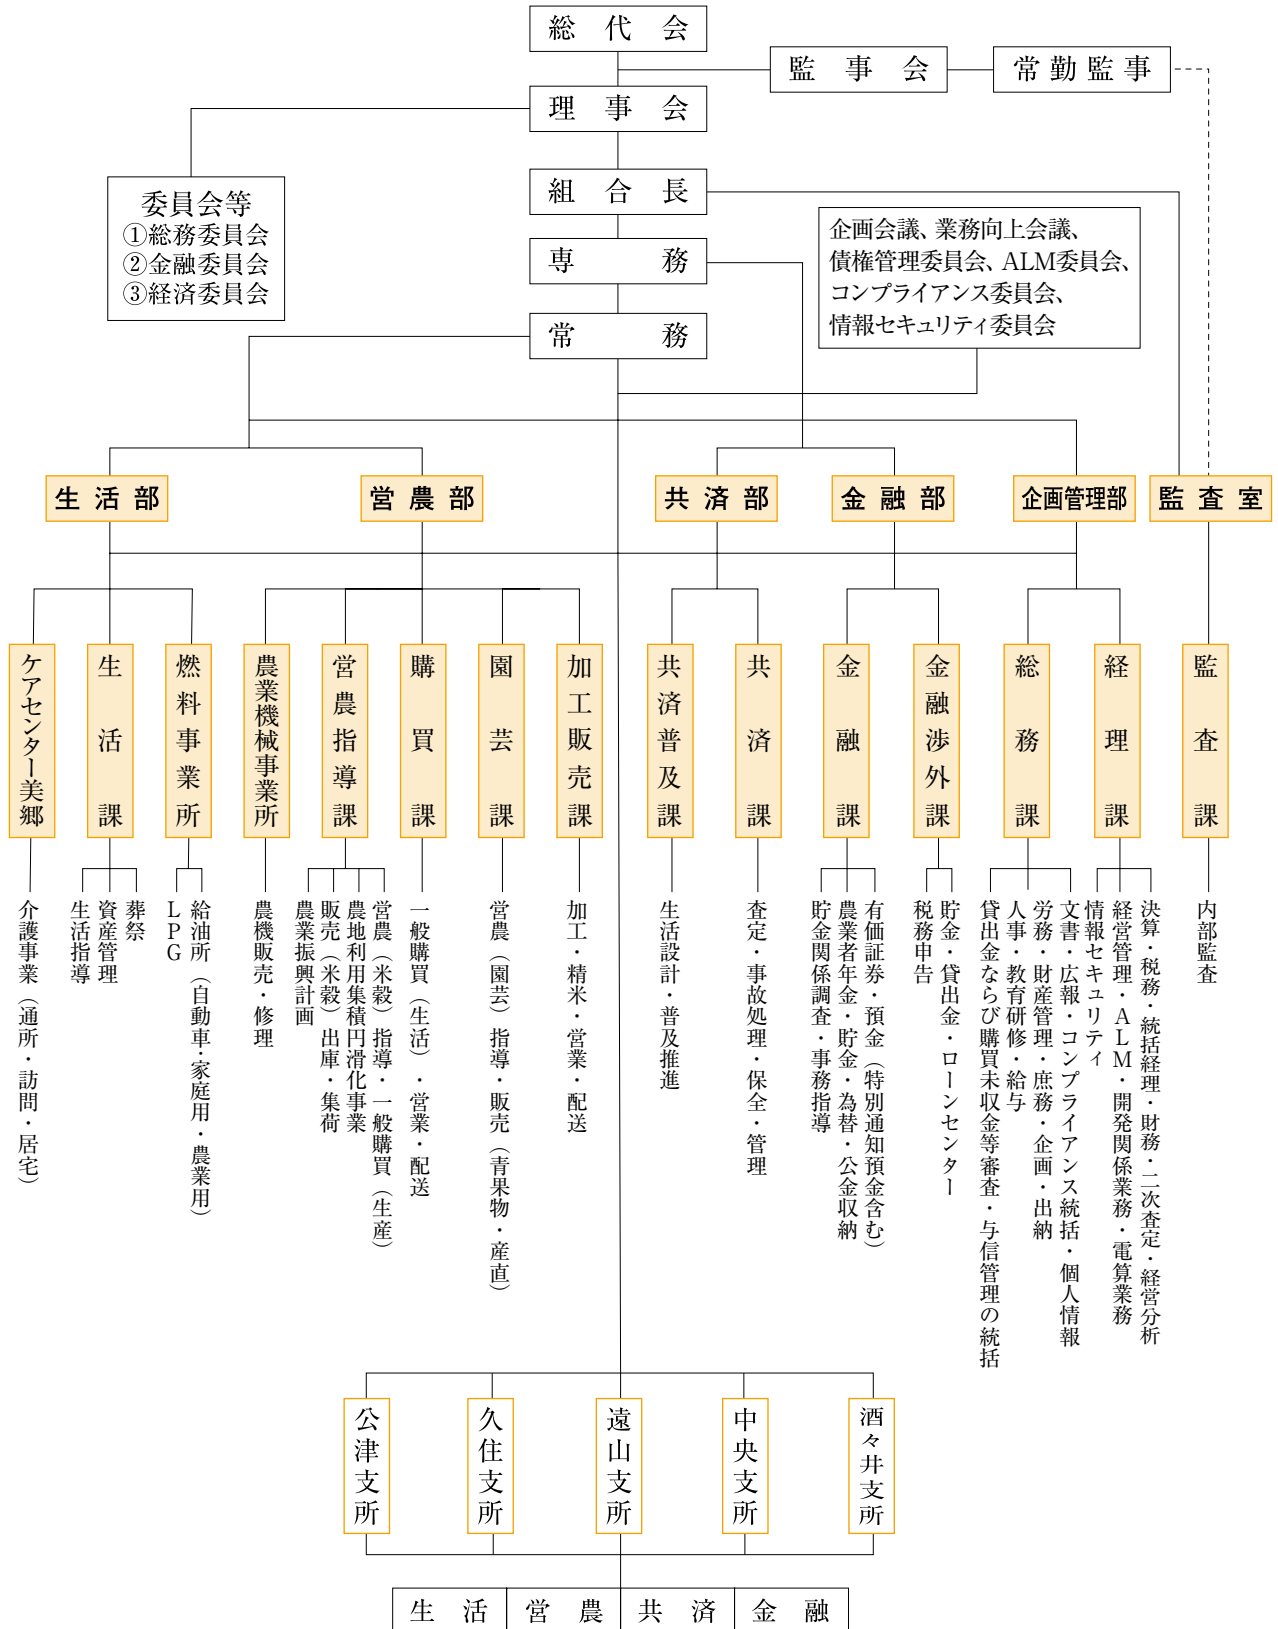 総代会
監事会
常勤監事
理事会
委員会等
①総務委員会
②金融委員会
③経済委員会
組合長
専務
常務
企画会議、業務向上会議、
債権管理委員会、ALM委員会、
コンプライアンス委員会、
情報セキュリティ委員会
生活部
営農部
共済部
金融部
企画管理部
監査室
ケアセンター美郷
生活課
燃料事業所
農業機械事業所
営農指導課
購買課
園芸課
加工販売課
共済普及課
共済課
金融課
金融渉外課
総務課
経理課
監査課
介護事業（通所・訪問・居宅）
生活指導
資産管理
葬祭
LPG
給油所（自動車・家庭用・農業用）
農機販売・修理
農業振興計画
販売（米穀）出庫・集荷
農地利用集積円滑化事業
営農（米穀）指導・一般購買（生産）
一般購買（生活）・営業・配送
営農（園芸）指導・販売（青果物・産直）
加工・精米・営業・配送
生活設計・普及推進
査定・事故処理・保全・管理
貯金関係調査・事務指導
農業者年金・貯金・為替・公金収納
有価証券・預金（特別通知預金含む）
税務申告
貯金・貸出金・ローンセンター
貸出金ならび購買未収金等審査・与信管理の統括
人事・教育研修・給与
労務・財産管理・庶務・企画・出納
文書・広報・コンプライアンス統括・個人情報
情報セキュリティ
経営管理・ALM・開発関係業務・電算業務
決算・税務・統括経理・財務・二次査定・経営分析
内部監査
公津支所
久住支所
遠山支所
中央支所
酒々井支所
生活
営農
共済
金融